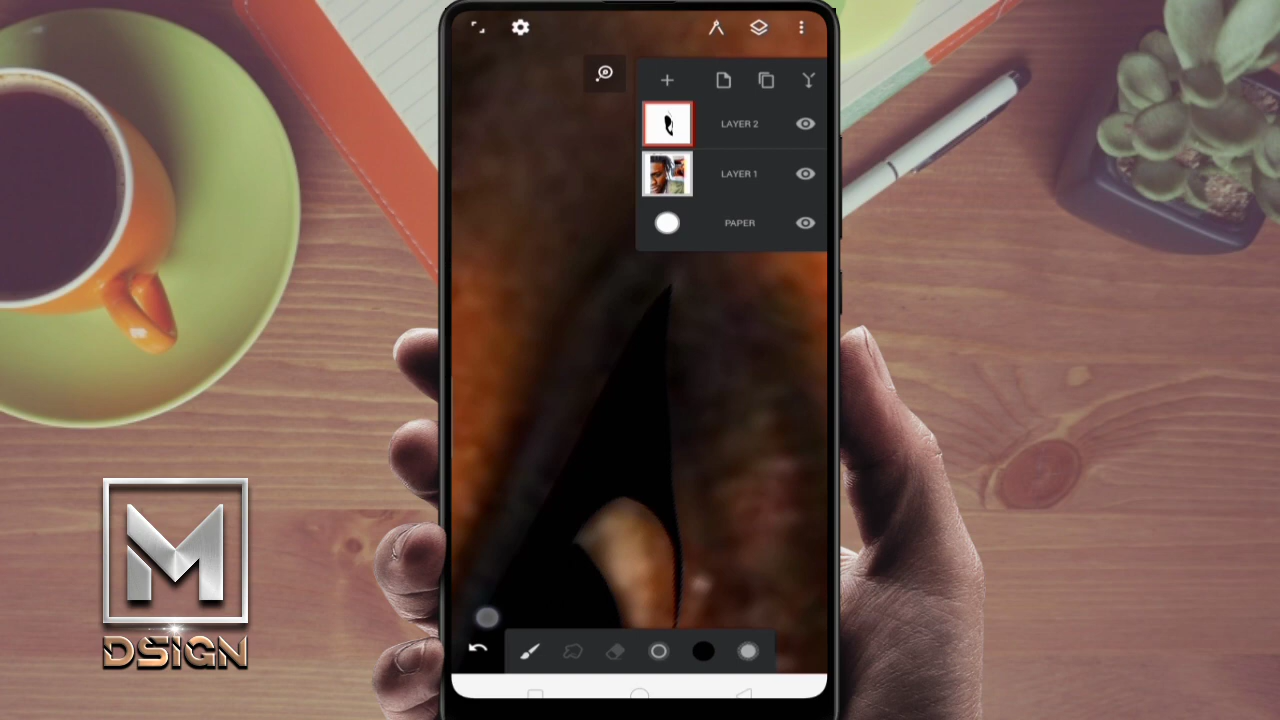 LAYER 2
LAYER 1
PAPER
M
DSIGN